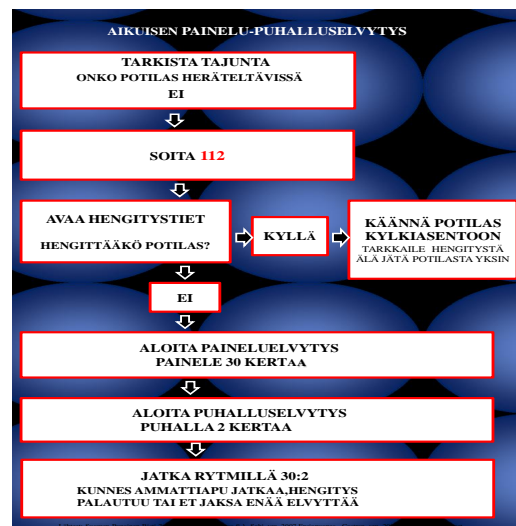 AIKUISEN PAINELU-PUHALLUSELVYTYS
TARKISTA TAJUNTA
ONKO POTILAS HERÄTELTÄVISSÄ
EI
SOITA 112
AVAA HENGITYSTIET
HENGITTÄÄKÖ POTILAS?
KYLLÄ
KÄÄNNÄ POTILAS
KYLKIASENTOON
TARKKAILE HENGITYSTÄ
ÄLÄ JÄTÄ POTILASTA YKSIN
EI
ALOITA PAINELUELVYTYS
PAINELE 30 KERTAA
ALOITA PUHALLUSELVYTYS
PUHALLA 2 KERTAA
JATKA RYTMILLÄ 30:2
KUNNES AMMATTIAPU JATKAA,HENGITYS
PALAUTUU TAI ET JAKSA ENÄÄ ELVYTTÄÄ